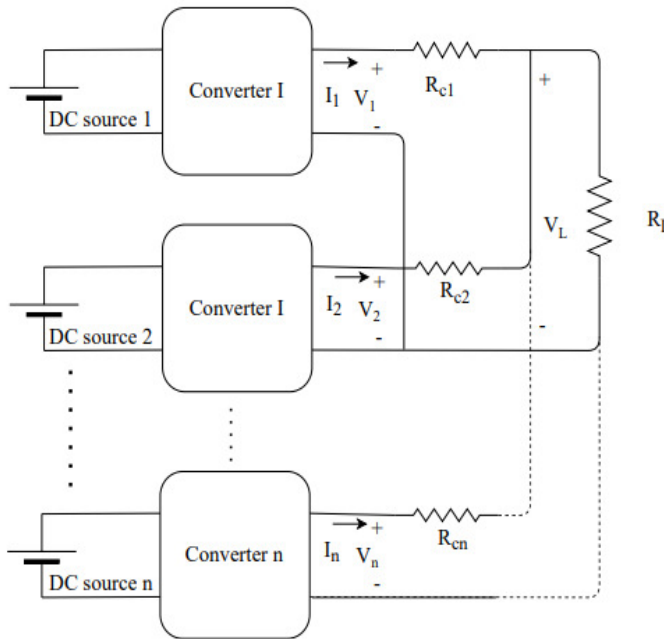 Converter I
DC source 1
I1 V1
+
-
Rc1
+
VL
-
Converter I
DC source 2
I2 V2
+
-
Rc2
Converter n
DC source n
In Vn
+
-
Rcn